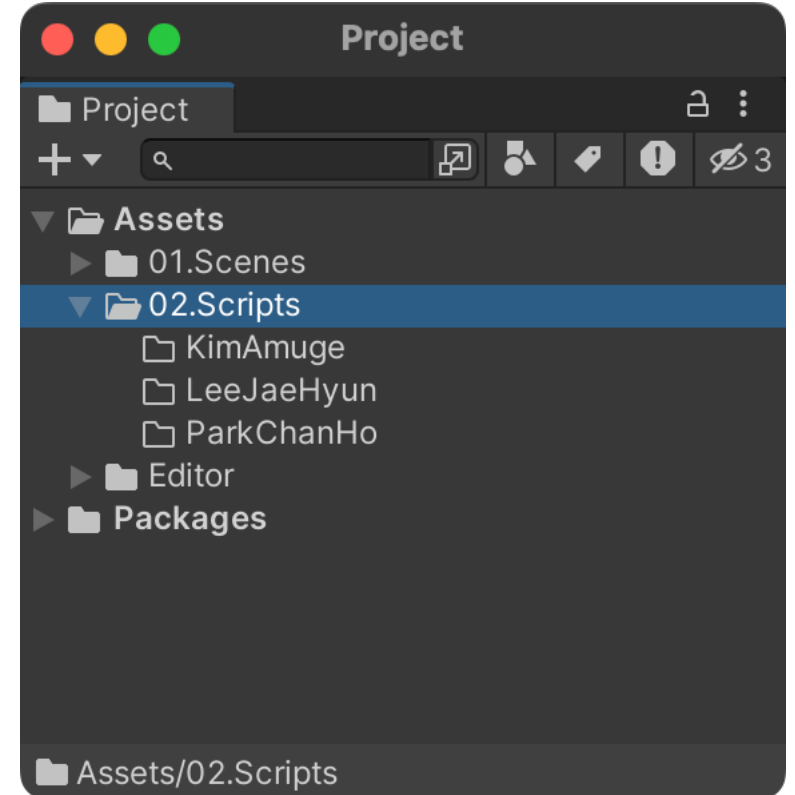 Project
Project
3
Assets
01.Scenes
02.Scripts
KimAmuge
LeeJaeHyun
ParkChanHo
Editor
Packages
Assets/02.Scripts